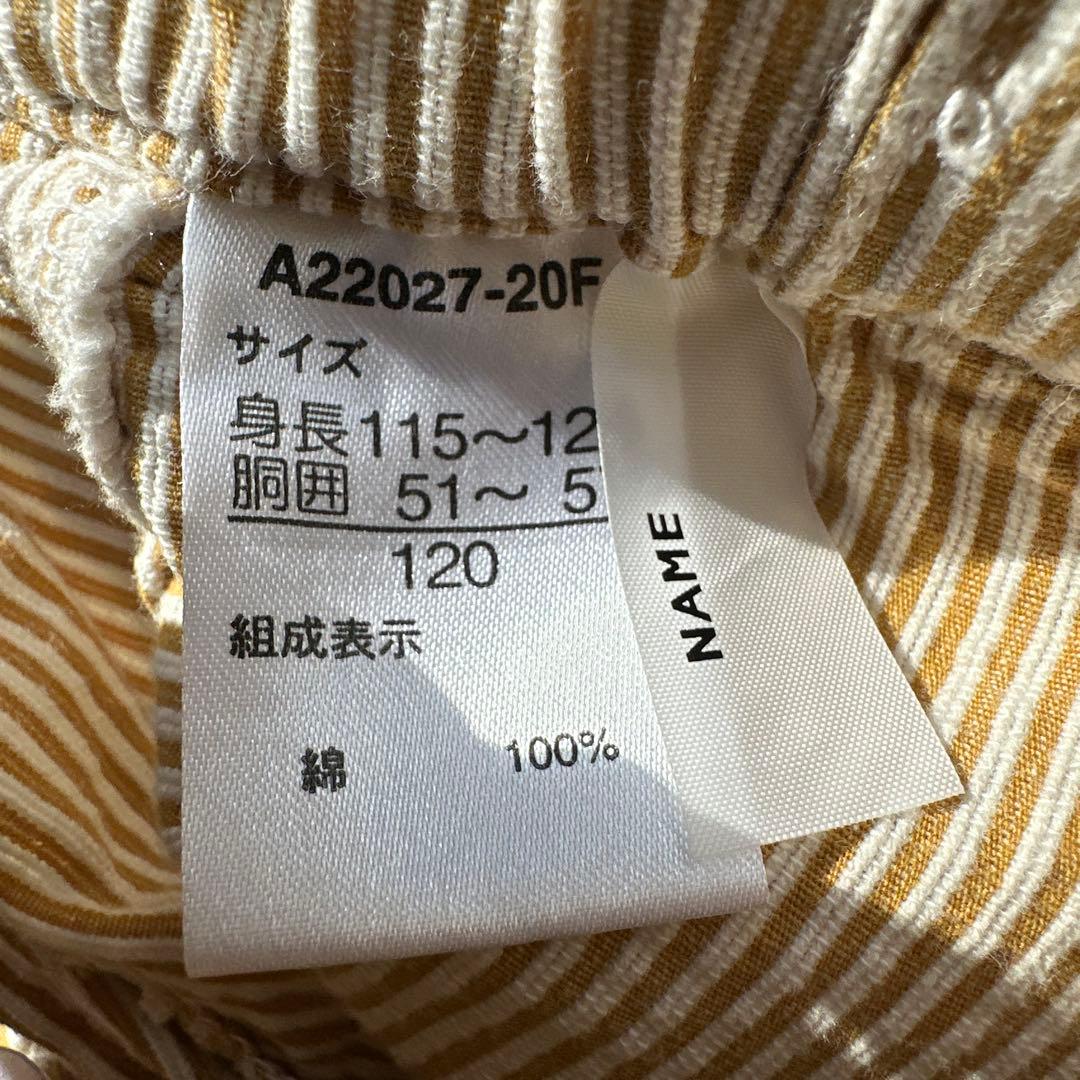 A22027-20F
サイズ
身長115～12
胴囲 51～ 5
120
組成表示
綿 100%
NAME